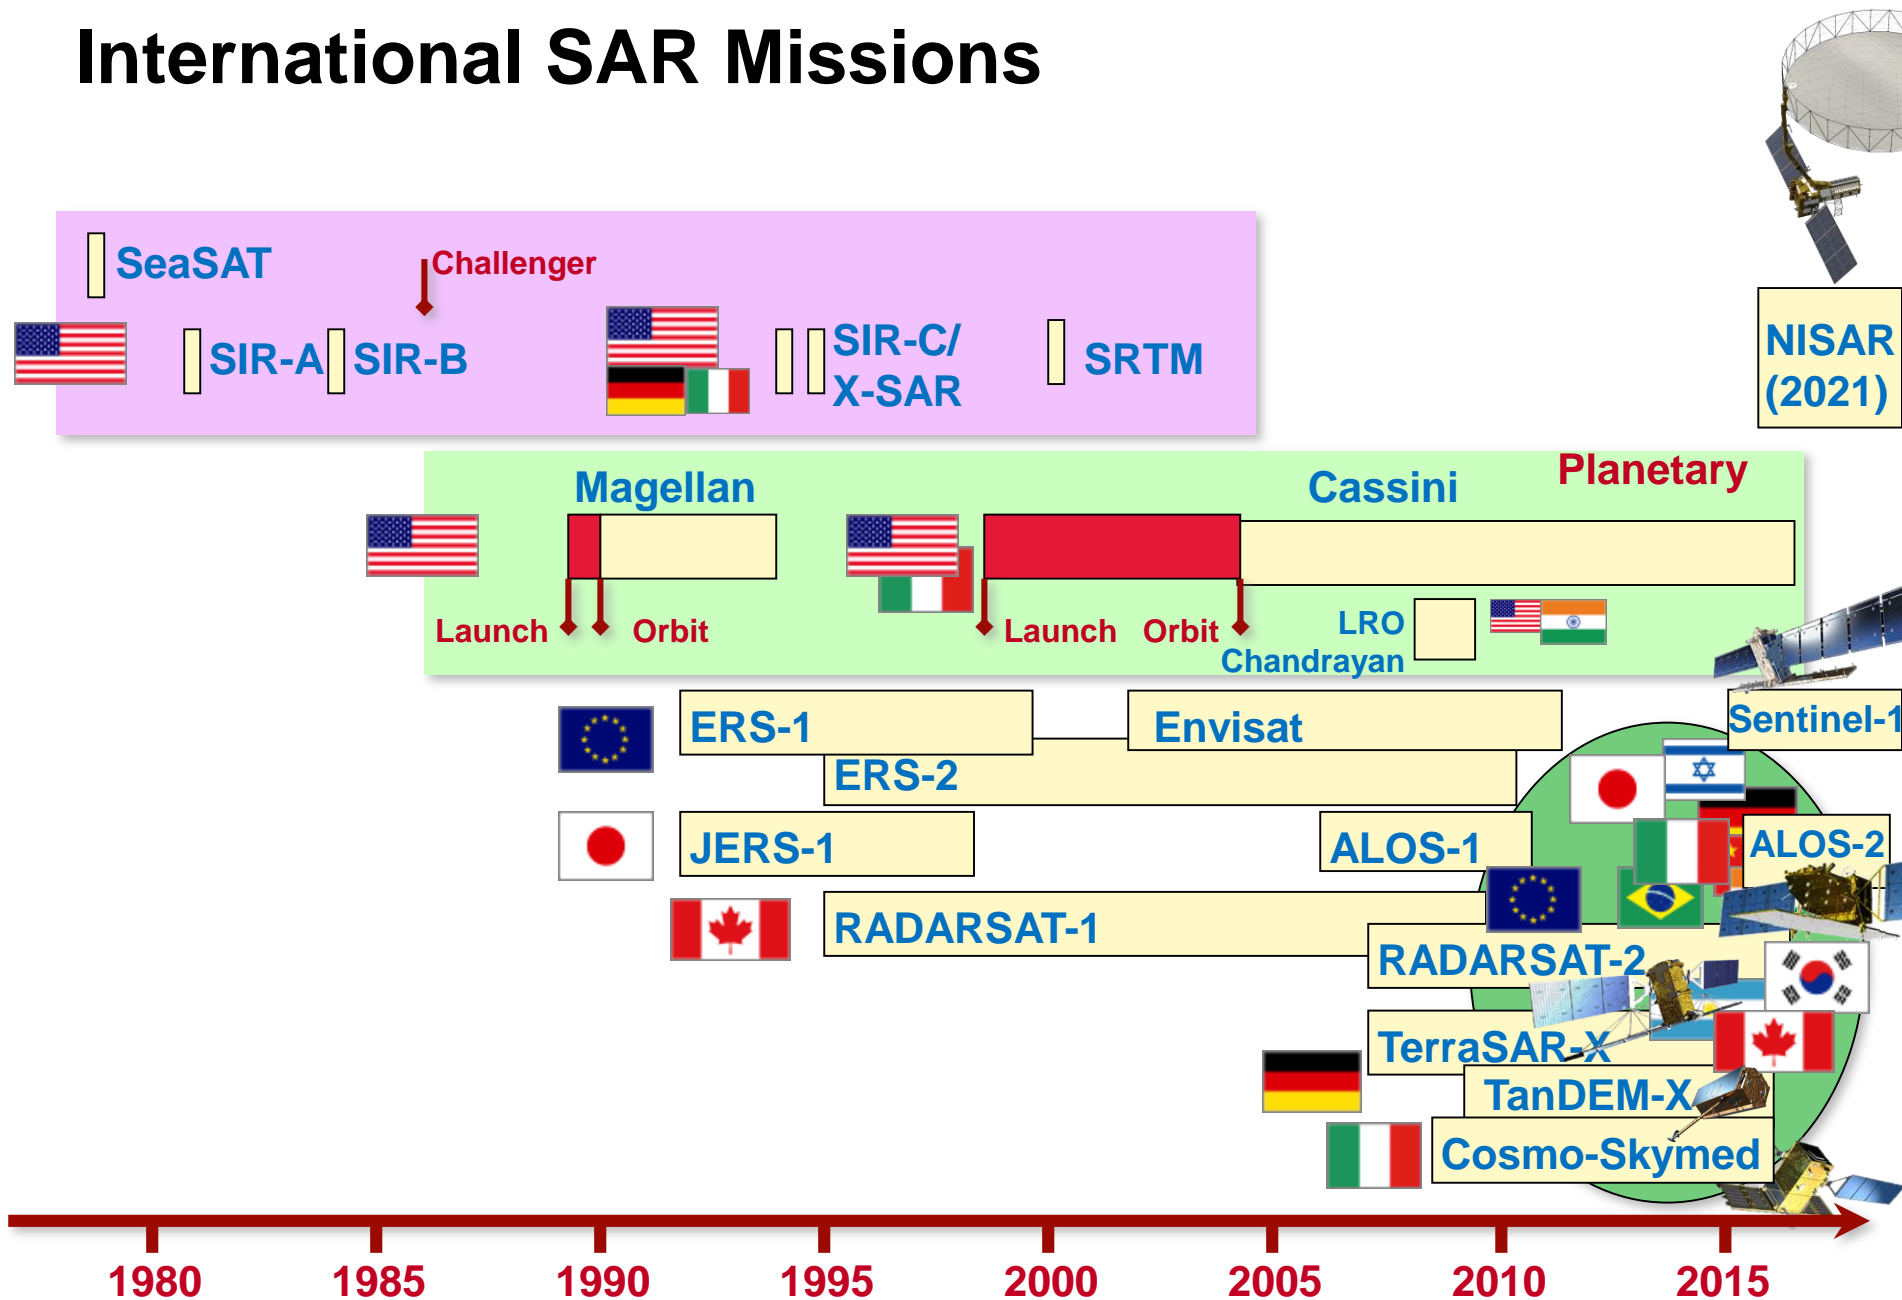 International SAR Missions
SeaSAT
Challenger
SIR-A
SIR-B
SIR-C/
X-SAR
SRTM
NISAR
(2021)
Planetary
Magellan
Cassini
Launch
Orbit
Launch
Orbit
LRO
Chandrayan
ERS-1
Envisat
Sentinel-1
ERS-2
JERS-1
ALOS-1
ALOS-2
RADARSAT-1
RADARSAT-2
TerraSAR-X
TanDEM-X
Cosmo-Skymed
1980
1985
1990
1995
2000
2005
2010
2015